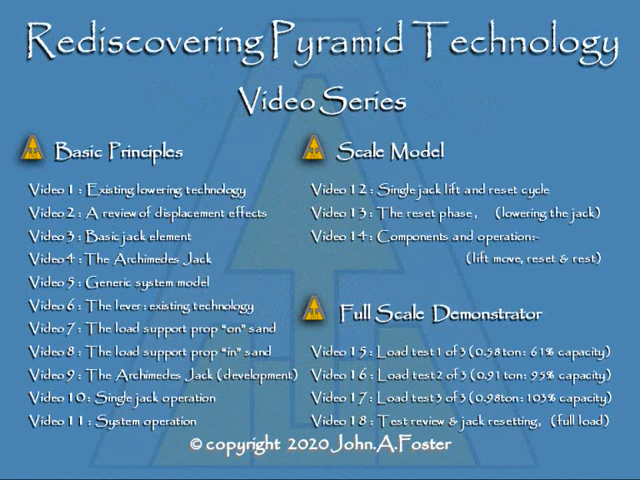 Rediscovering Pyramid Technology
Video Series
Basic Principles
Video 1 : Existing lowering technology
Video 2 : A review of displacement effects
Video 3 : Basic jack element
Video 4 : The Archimedes Jack
Video 5 : Generic system model
Video 6 : The lever : existing technology
Video 7 : The load support prop "on" sand
Video 8 : The load support prop "in" sand
Video 9 : The Archimedes Jack (development)
Video 10: Single jack operation
Video 11 : System operation
Scale Model
Video 12 : Single jack lift and reset cycle
Video 13 : The reset phase, (lowering the jack)
Video 14 : Components and operation:-
(lift move, reset & rest)
Full Scale Demonstrator
Video 15 : Load test 1 of 3 (0.58ton: 61% capacity)
Video 16 : Load test 2 of 3 (0.91 ton: 95% capacity)
Video 17 : Load test 3 of 3 (0.98ton: 103% capacity)
Video 18 : Test review & jack resetting, (full load)
© copyright 2020 John.A.Foster